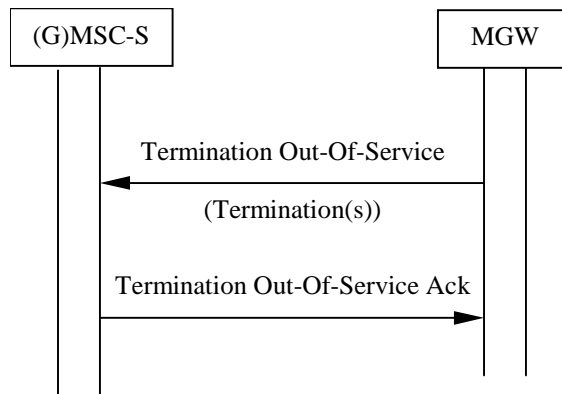 (G)MSC-S
MGW
Termination Out-Of-Service
(Termination(s))
Termination Out-Of-Service Ack